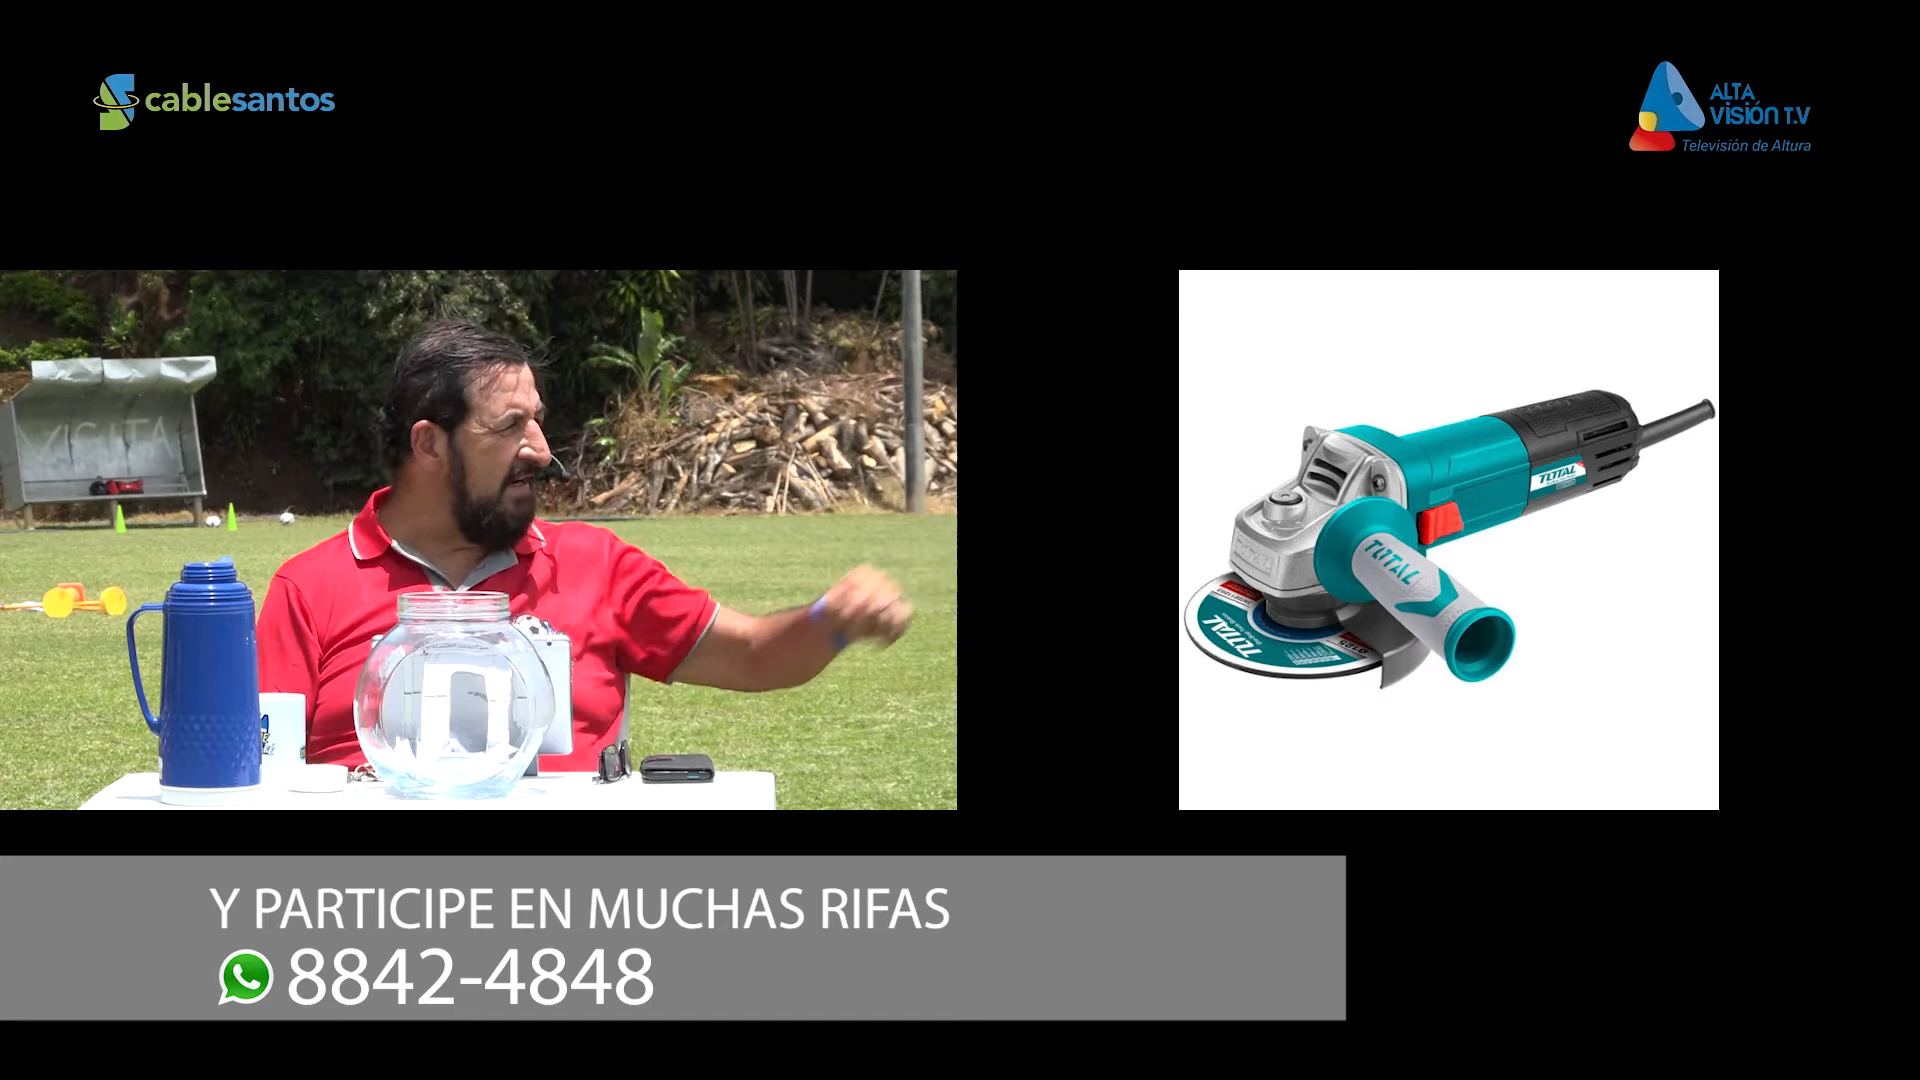 cablesantos
ALTA
VISIÓN T.V
Televisión de Altura
VISITA
TOTAL
TOTAL
TOTAL
Y PARTICIPE EN MUCHAS RIFAS
8842-4848